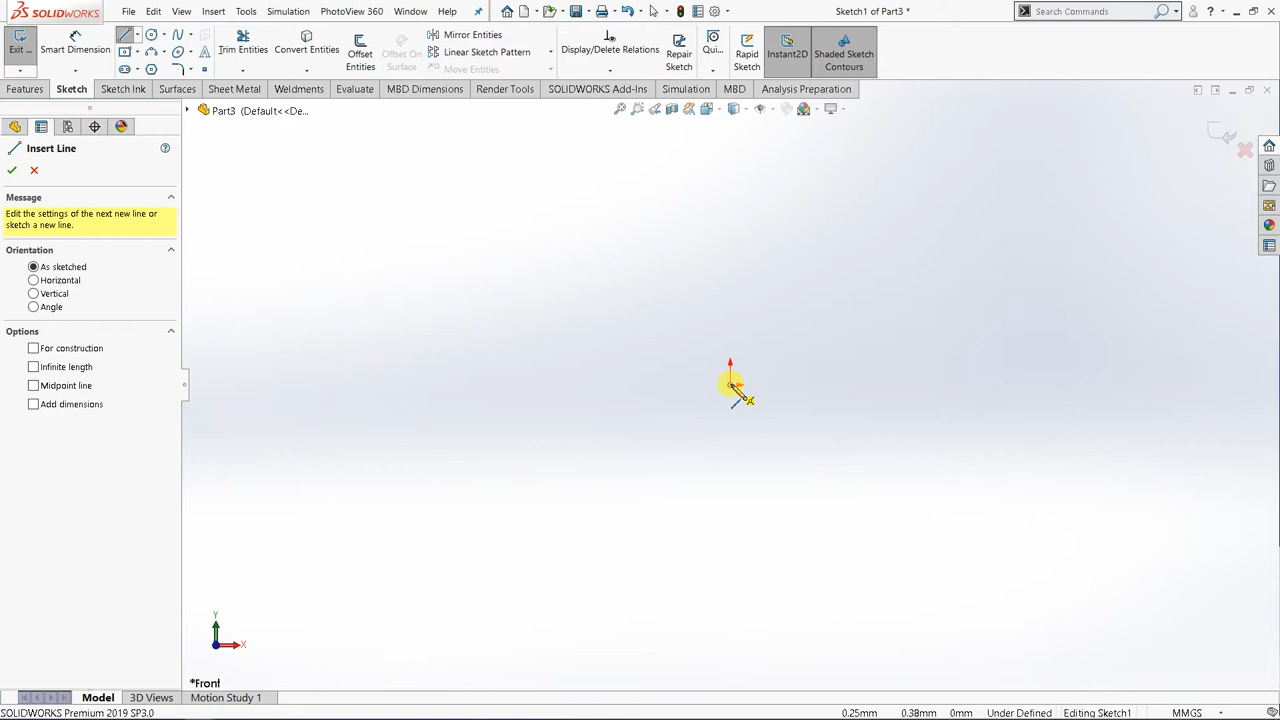 SOLIDWORKS
File Edit View Insert Tools Simulation PhotoView 360 Window Help
Sketch1 of Part3 *
Search Commands
Exit ...
Smart Dimension
Trim Entities
Convert Entities
Offset Entities
Offset On Surface
Mirror Entities
Linear Sketch Pattern
Move Entities
Display/Delete Relations
Repair Sketch
Qui...
Rapid Sketch
Instant2D
Shaded Sketch Contours
Features Sketch Sketch Ink Surfaces Sheet Metal Weldments Evaluate MBD Dimensions Render Tools SOLIDWORKS Add-Ins MBD Simulation Analysis Preparation
Part3 (Default<<De...
Insert Line
Message
Edit the settings of the next new line or
sketch a new line.
Orientation
As sketched
Horizontal
Vertical
Angle
Options
For construction
Infinite length
Midpoint line
Add dimensions
Y
X
*Front
Model 3D Views Motion Study 1
SOLIDWORKS Premium 2019 SP3.0
0.25mm 0.38mm 0mm Under Defined Editing Sketch1 MMGS